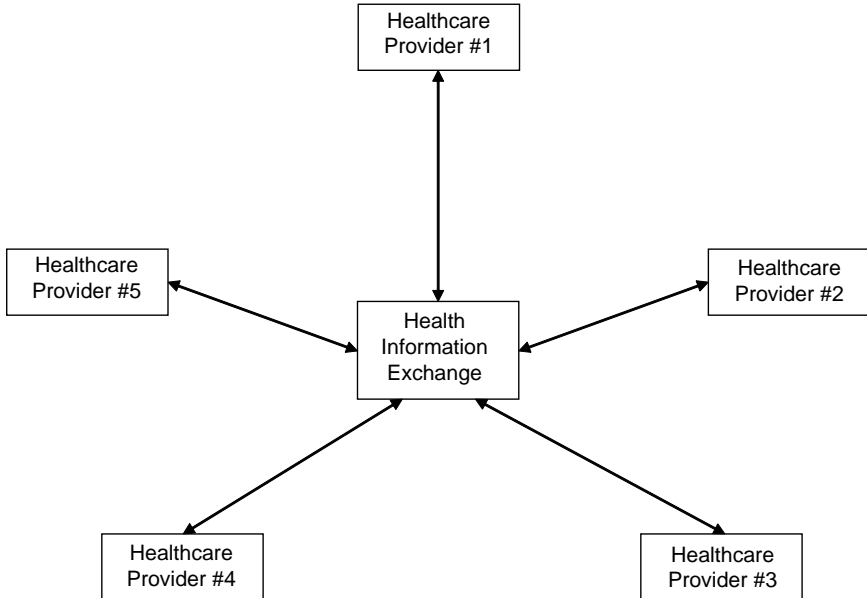 Healthcare
Provider #1
Healthcare
Provider #5
Healthcare
Provider #2
Health
Information
Exchange
Healthcare
Provider #4
Healthcare
Provider #3